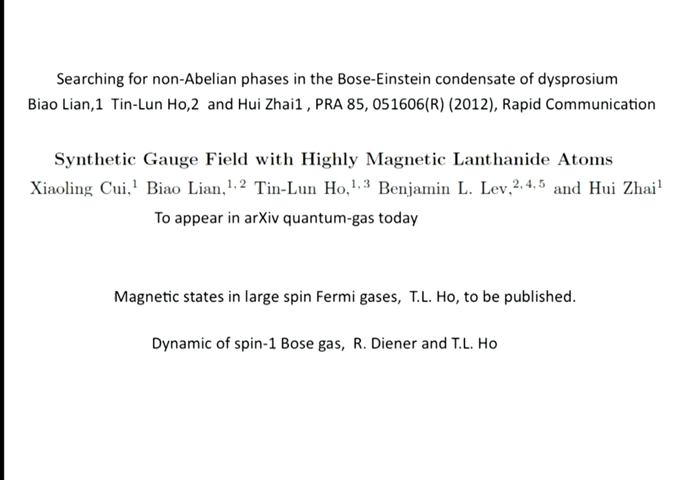 Searching for non-Abelian phases in the Bose-Einstein condensate of dysprosium
Biao Lian,1 Tin-Lun Ho,2 and Hui Zhai1 , PRA 85, 051606(R) (2012), Rapid Communication
Synthetic Gauge Field with Highly Magnetic Lanthanide Atoms
Xiaoling Cui,¹ Biao Lian,¹,² Tin-Lun Ho,¹,³ Benjamin L. Lev,²,⁴,⁵ and Hui Zhai¹
To appear in arXiv quantum-gas today
Magnetic states in large spin Fermi gases, T.L. Ho, to be published.
Dynamic of spin-1 Bose gas, R. Diener and T.L. Ho